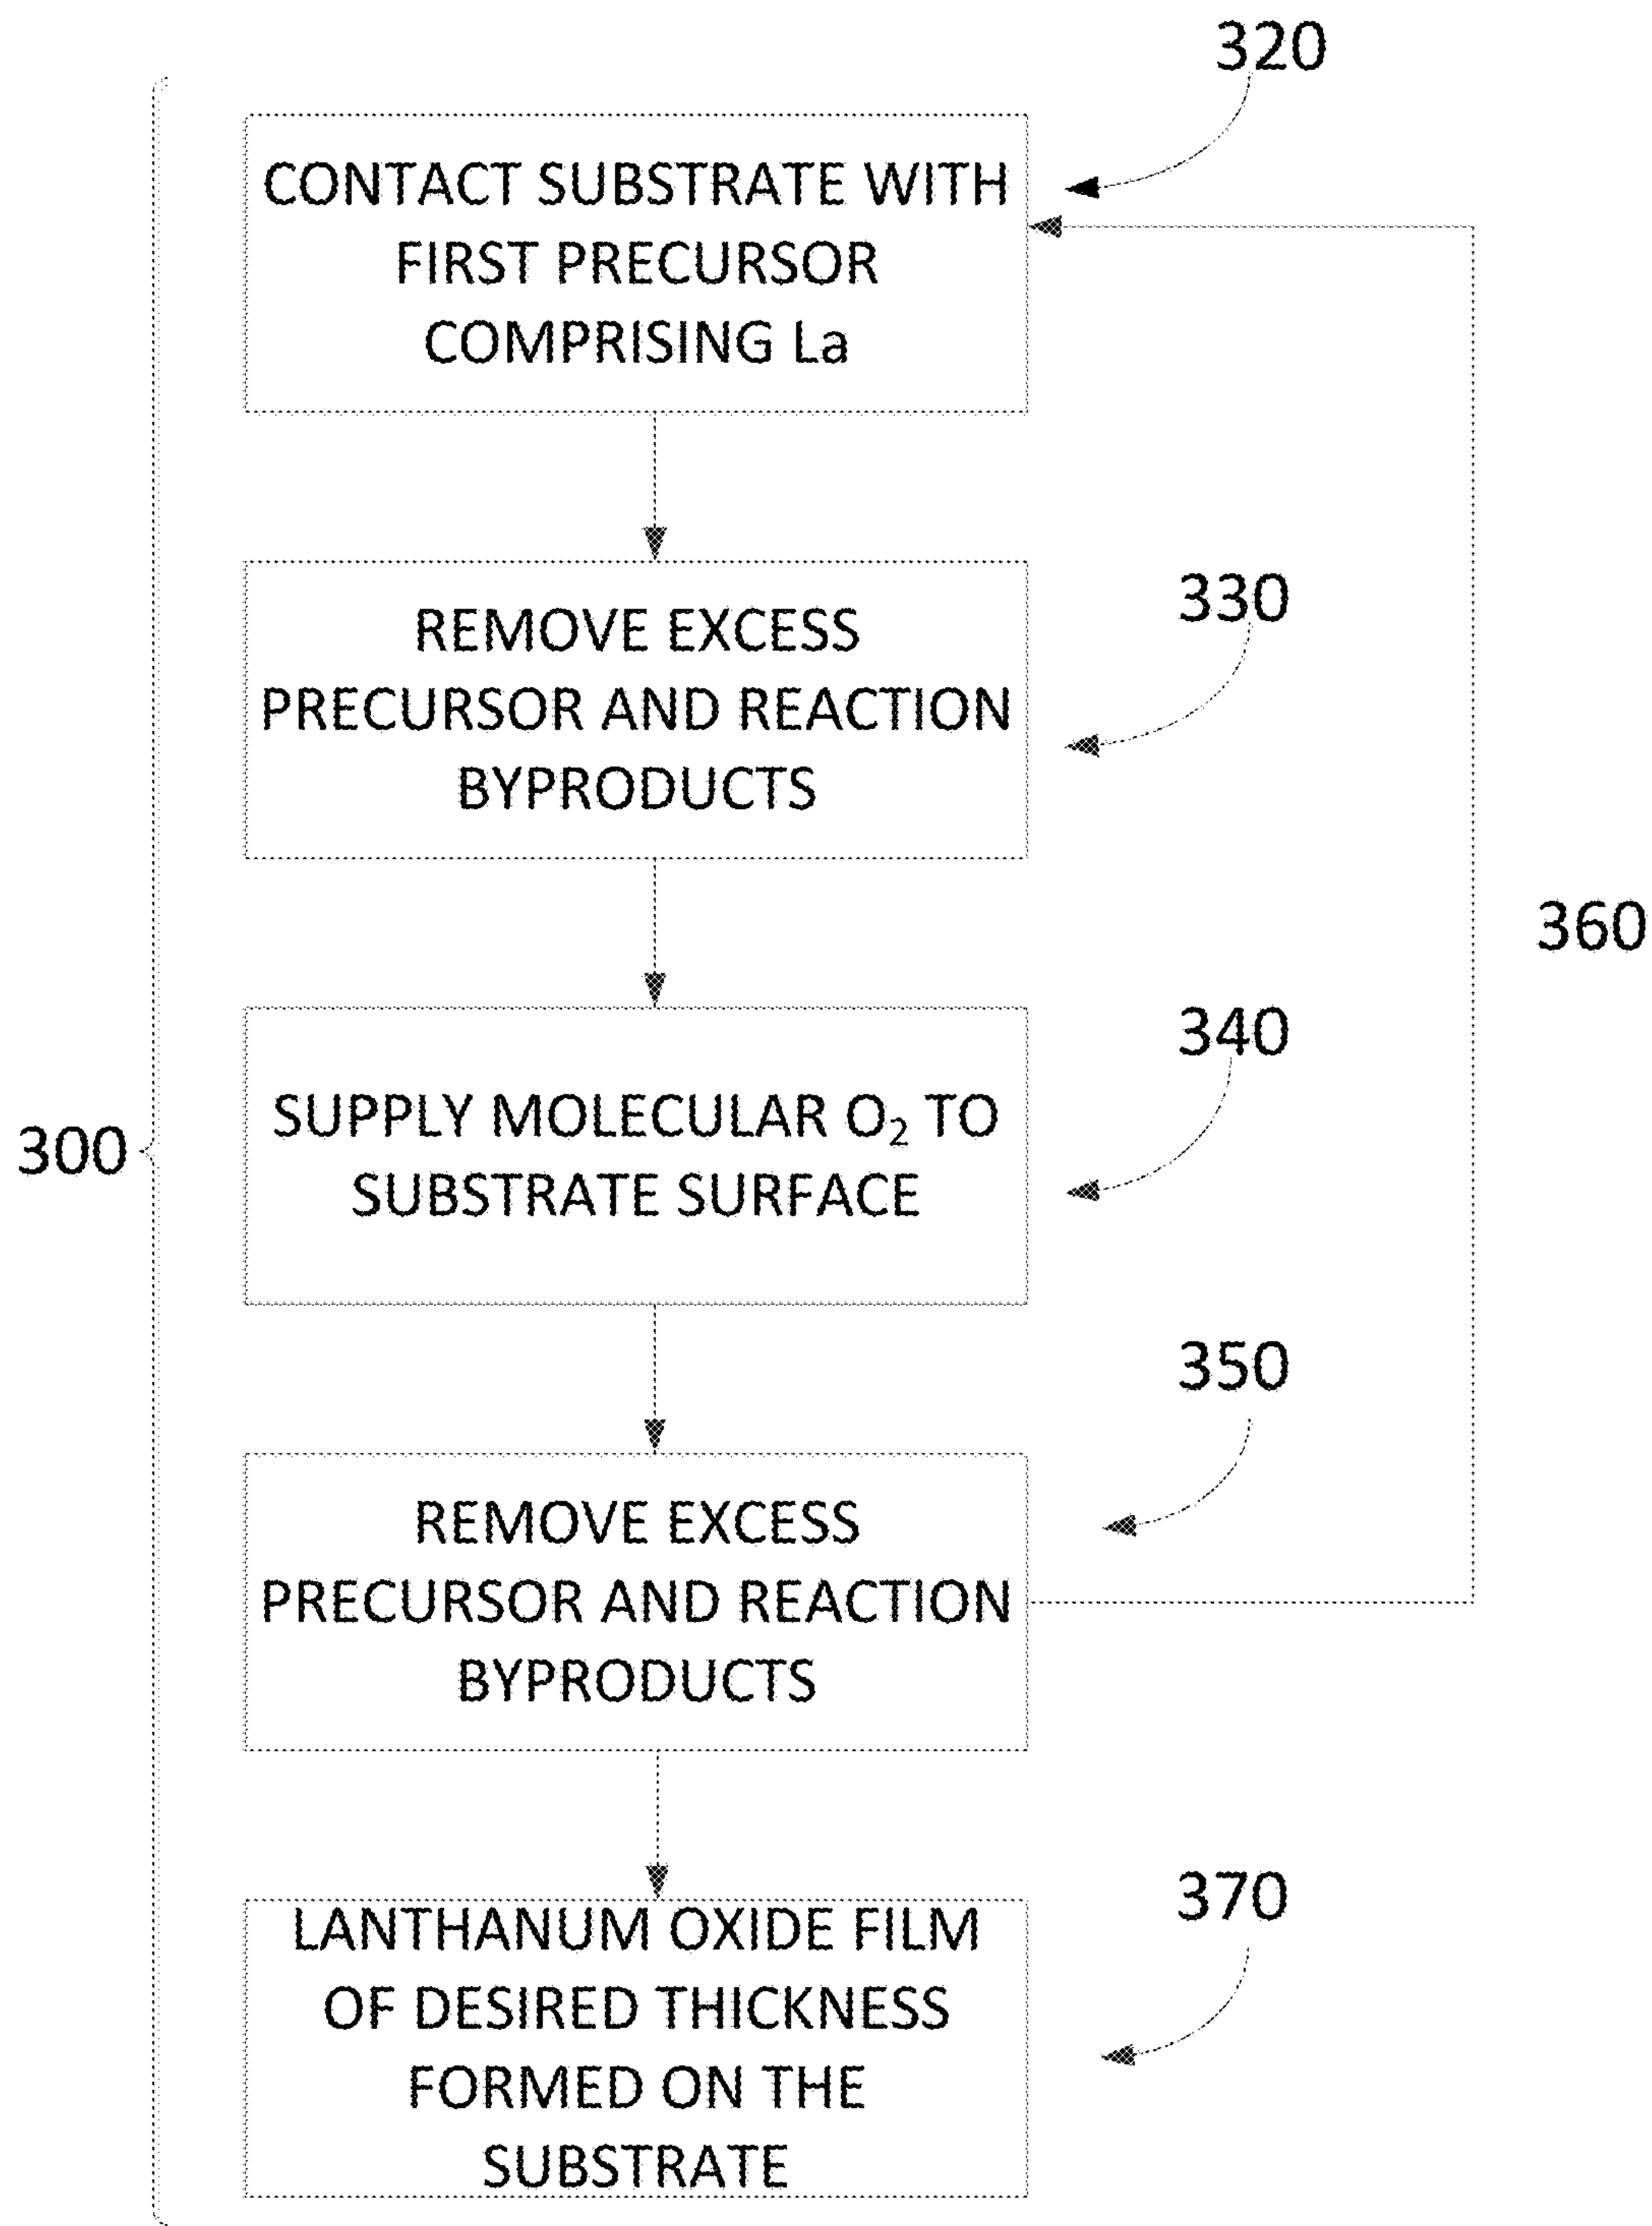 320
CONTACT SUBSTRATE WITH
FIRST PRECURSOR
COMPRISING La
330
REMOVE EXCESS
PRECURSOR AND REACTION
BYPRODUCTS
360
340
SUPPLY MOLECULAR O₂ TO
SUBSTRATE SURFACE
300
350
REMOVE EXCESS
PRECURSOR AND REACTION
BYPRODUCTS
370
LANTHANUM OXIDE FILM
OF DESIRED THICKNESS
FORMED ON THE
SUBSTRATE